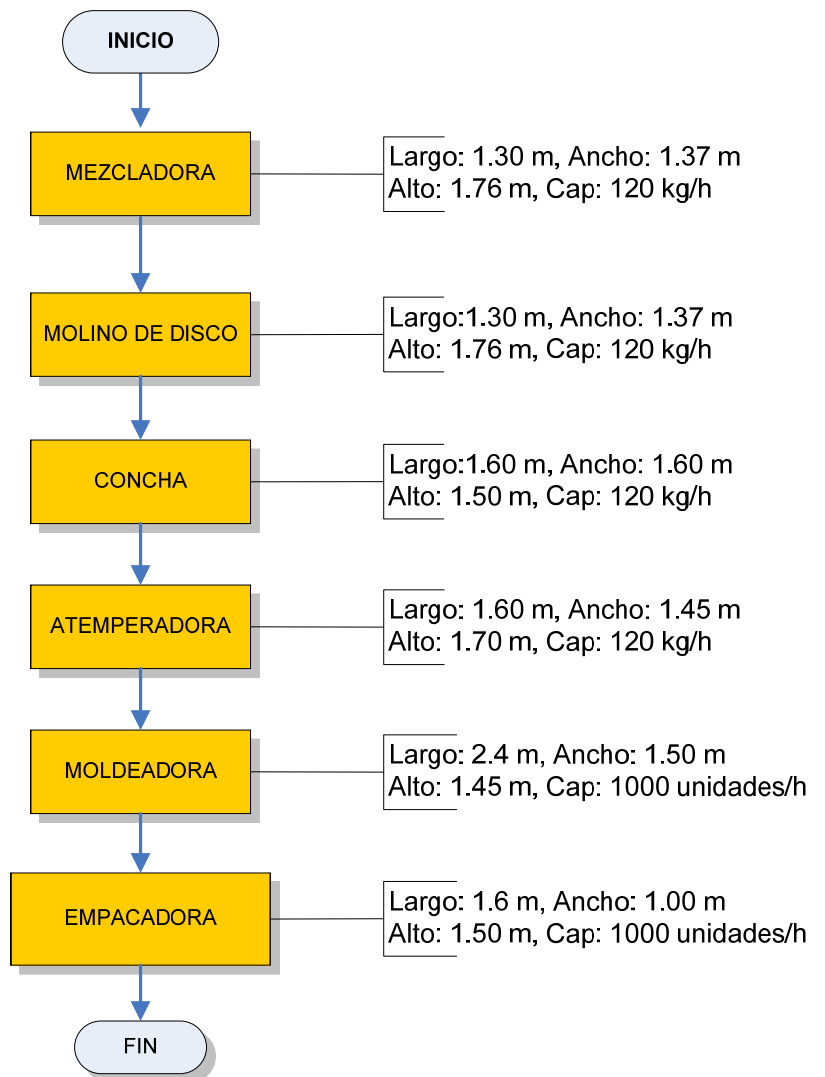 INICIO
MEZCLADORA
Largo: 1.30 m, Ancho: 1.37 m
Alto: 1.76 m, Cap: 120 kg/h
MOLINO DE DISCO
Largo:1.30 m, Ancho: 1.37 m
Alto: 1.76 m, Cap: 120 kg/h
CONCHA
Largo:1.60 m, Ancho: 1.60 m
Alto: 1.50 m, Cap: 120 kg/h
ATEMPERADORA
Largo: 1.60 m, Ancho: 1.45 m
Alto: 1.70 m, Cap: 120 kg/h
MOLDEADORA
Largo: 2.4 m, Ancho: 1.50 m
Alto: 1.45 m, Cap: 1000 unidades/h
EMPACADORA
Largo: 1.6 m, Ancho: 1.00 m
Alto: 1.50 m, Cap: 1000 unidades/h
FIN